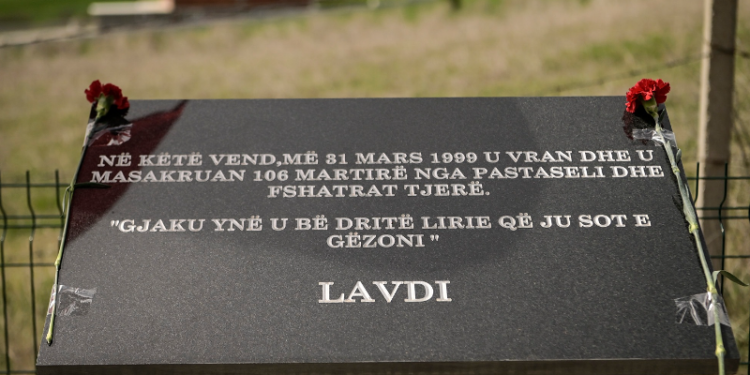 NË KËTË VEND,MË 31 MARS 1999 U VRAN DHE U
MASAKRUAN 106 MARTIRË NGA PASTASELI DHE
FSHATRAT TJERË.
"GJAKU YNË U BË DRITË LIRIE QË JU SOT E
GËZONI "
LAVDI